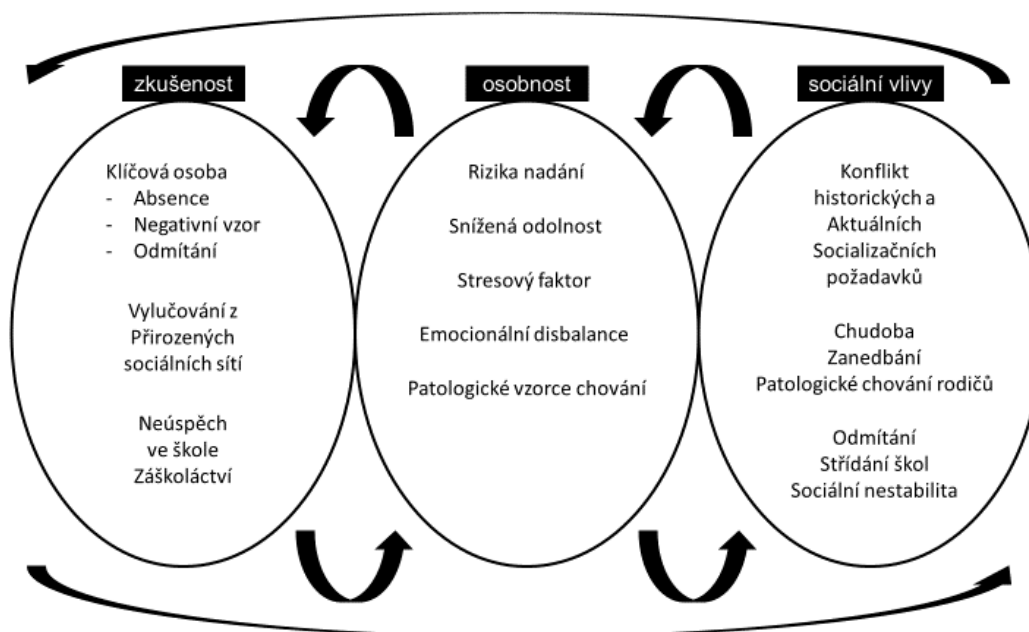 zkušenost
Klíčová osoba
- Absence
- Negativní vzor
- Odmítání
Vylučování z
Přirozených
sociálních sítí
Neúspěch
ve škole
Záškoláctví
osobnost
Rizika nadání
Snížená odolnost
Stresový faktor
Emocionální disbalance
Patologické vzorce chování
sociální vlivy
Konflikt
historických a
Aktuálních
Socializačních
požadavků
Chudoba
Zanedbání
Patologické chování rodičů
Odmítání
Střídání škol
Sociální nestabilita